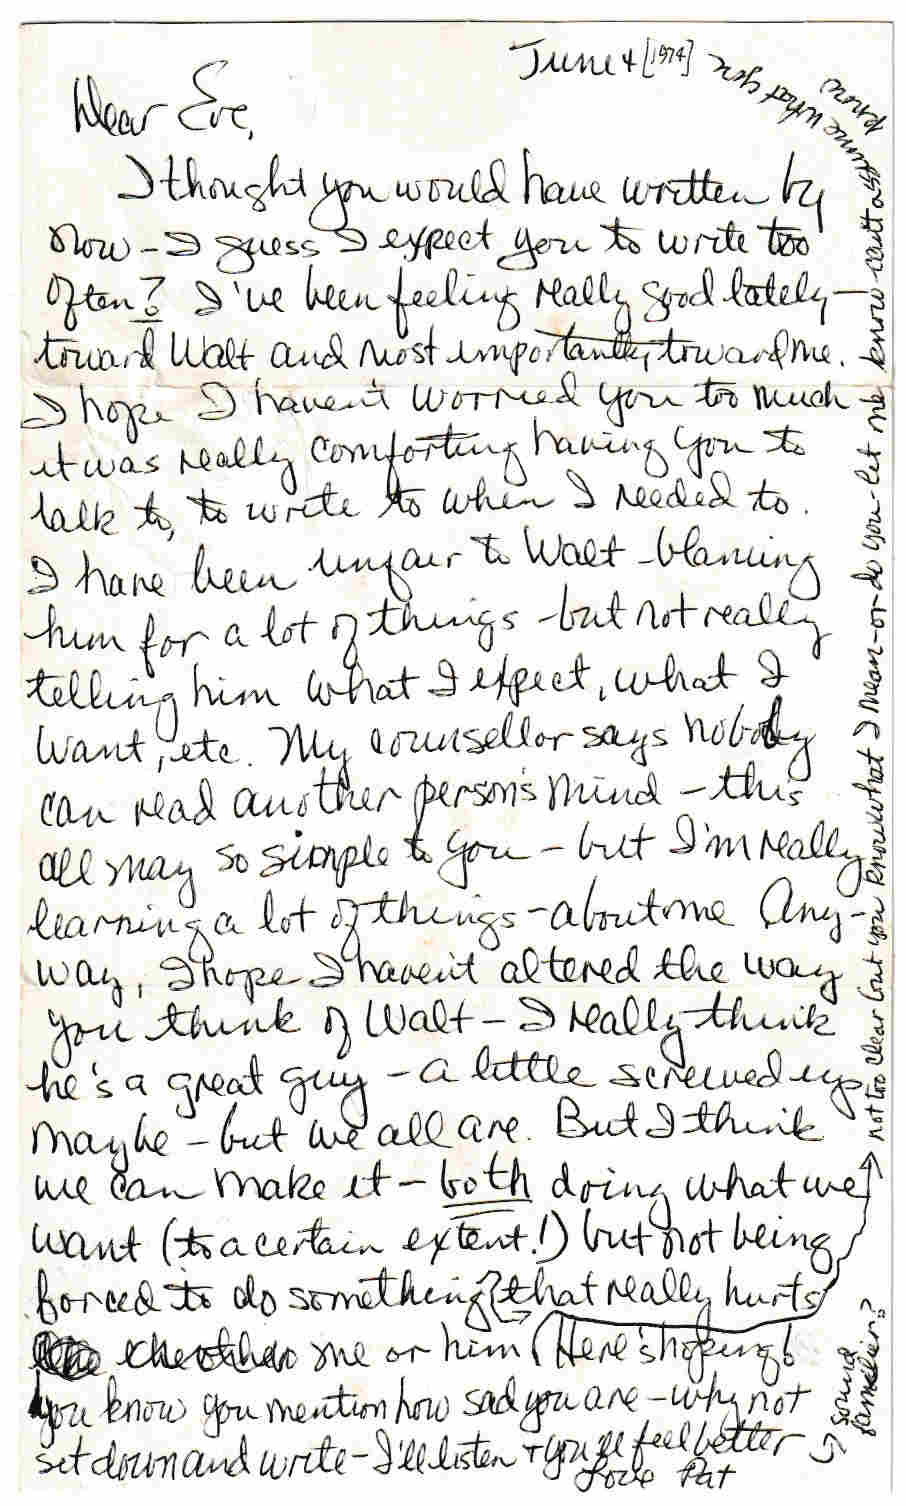 June 4 [1974]
Dear Eve,
I thought you would have written by
now - I guess I expect you to write too
often? I've been feeling really good lately -
toward Walt and most importantly, toward me.
I hope I haven't worried you too much
it was really comforting having you to
talk to, to write to when I needed to.
I have been unfair to Walt - blaming
him for a lot of things - but not really
telling him what I expect, what I
want, etc. My counsellor says nobody
can read another person's mind - this
all may so simple to you - but I'm really
learning a lot of things - about me Any-
way, I hope I haven't altered the way
you think of Walt - I really think
he's a great guy - a little screwed up
maybe - but we all are. But I think
we can make it - both doing what we
want (to a certain extent!) but not being
forced to do something that really hurts
me or him (Here's hoping!
you know you mention how sad you are - why not
set down and write - I'll listen + you'll feel better
Love Pat
not too clear but you know what I mean - or do you - let me know - can't assume what you
know
sound
familiar?